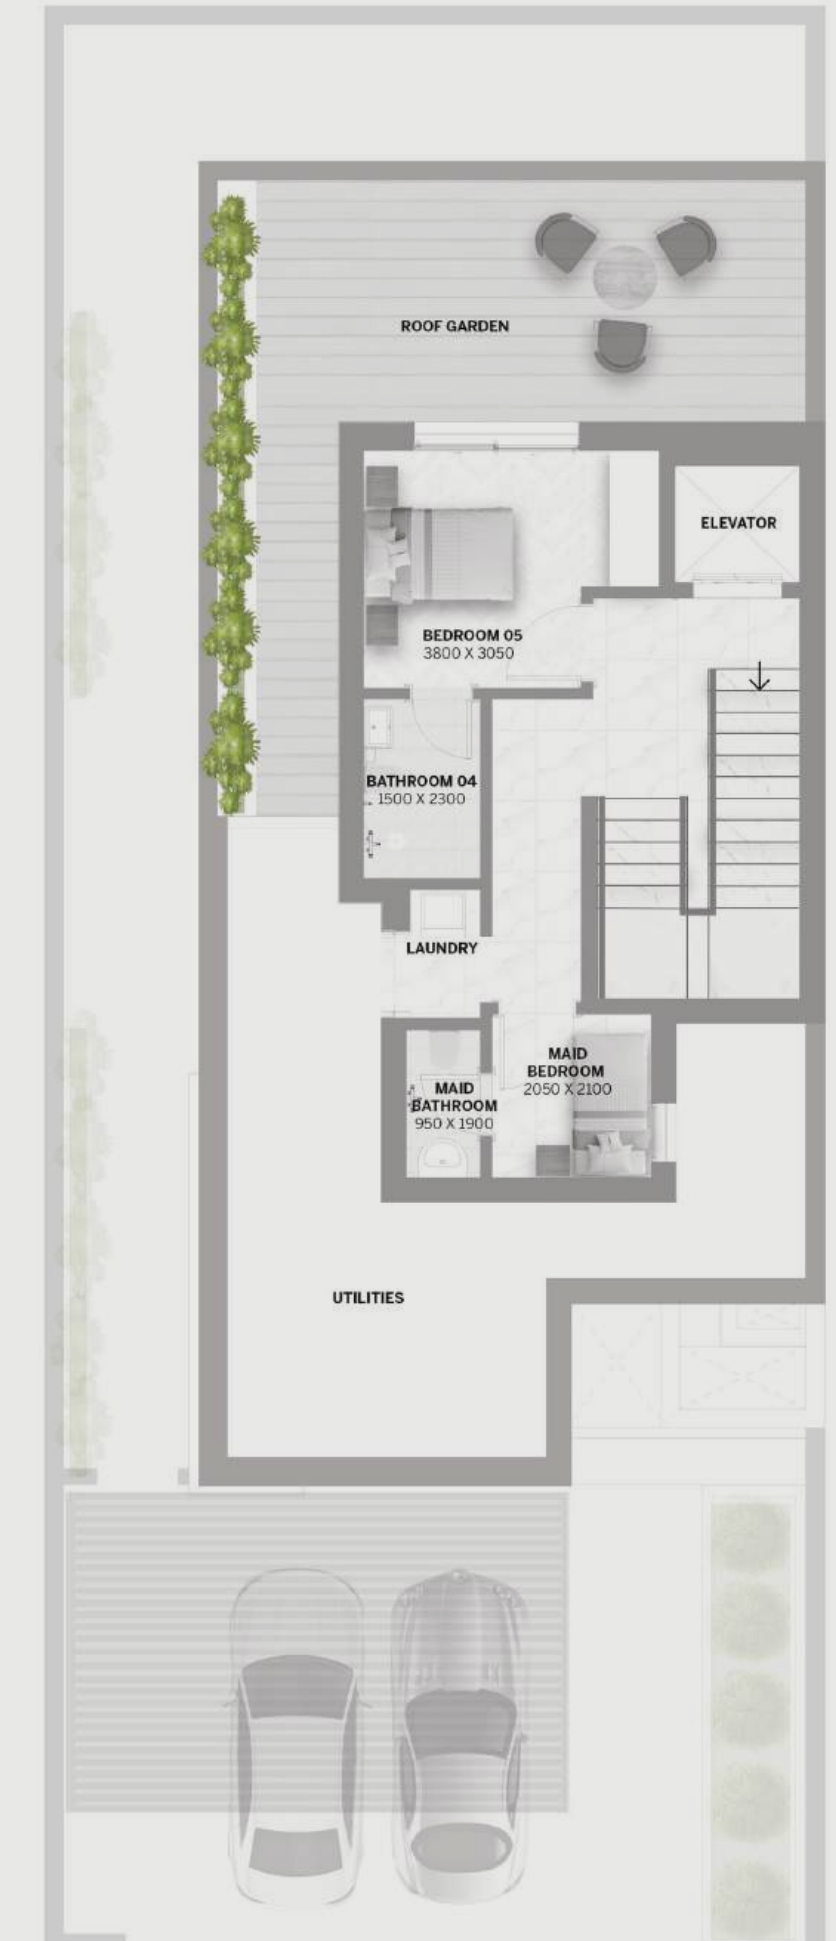 ROOF GARDEN
ELEVATOR
BEDROOM 05
3800 X 3050
BATHROOM 04
1500 X 2300
LAUNDRY
MAID
BEDROOM
2050 X 2100
MAID
BATHROOM
950 X 1900
UTILITIES